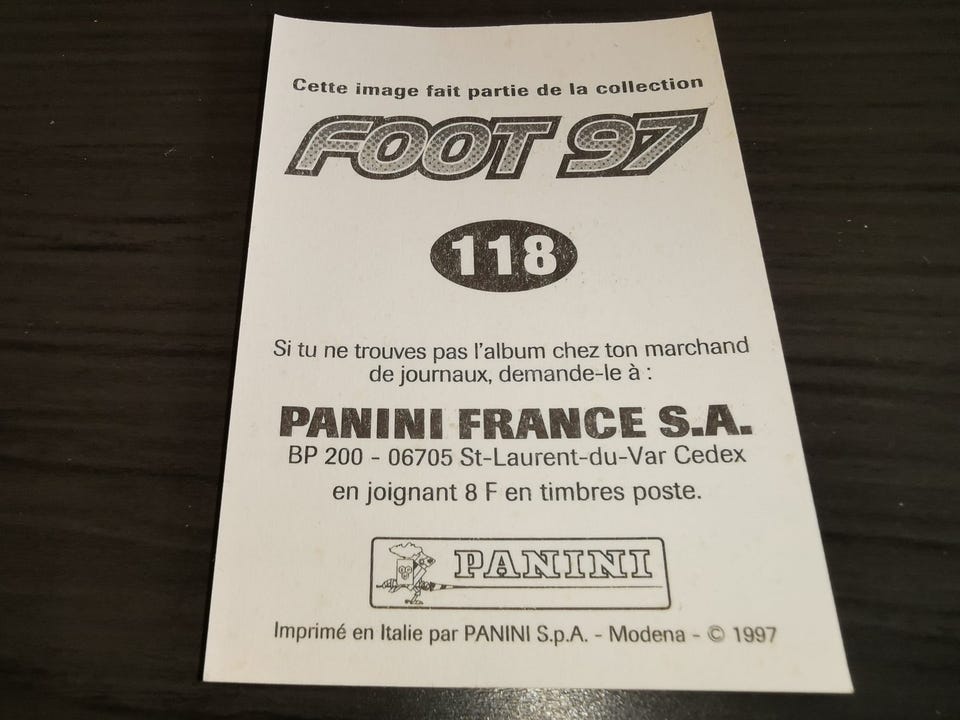 Cette image fait partie de la collection
FOOT 97
118
Si tu ne trouves pas l'album chez ton marchand
de journaux, demande-le à :
PANINI FRANCE S.A.
BP 200 - 06705 St-Laurent-du-Var Cedex
en joignant 8 F en timbres poste.
PANINI
Imprimé en Italie par PANINI S.p.A. - Modena - © 1997